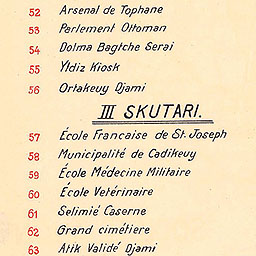 52 Arsenal de Tophane
53 Parlement Ottoman
54 Dolma Bagtche Serai
55 Yldiz Kiosk
56 Ortakeuy Djami
III SKUTARI.
57 École Francaise de St. Joseph
58 Municipalité de Cadikeuy
59 École Médecine Militaire
60 École Vetérinaire
61 Selimié Caserne
62 Grand cimétiere
63 Atik Validé Djami